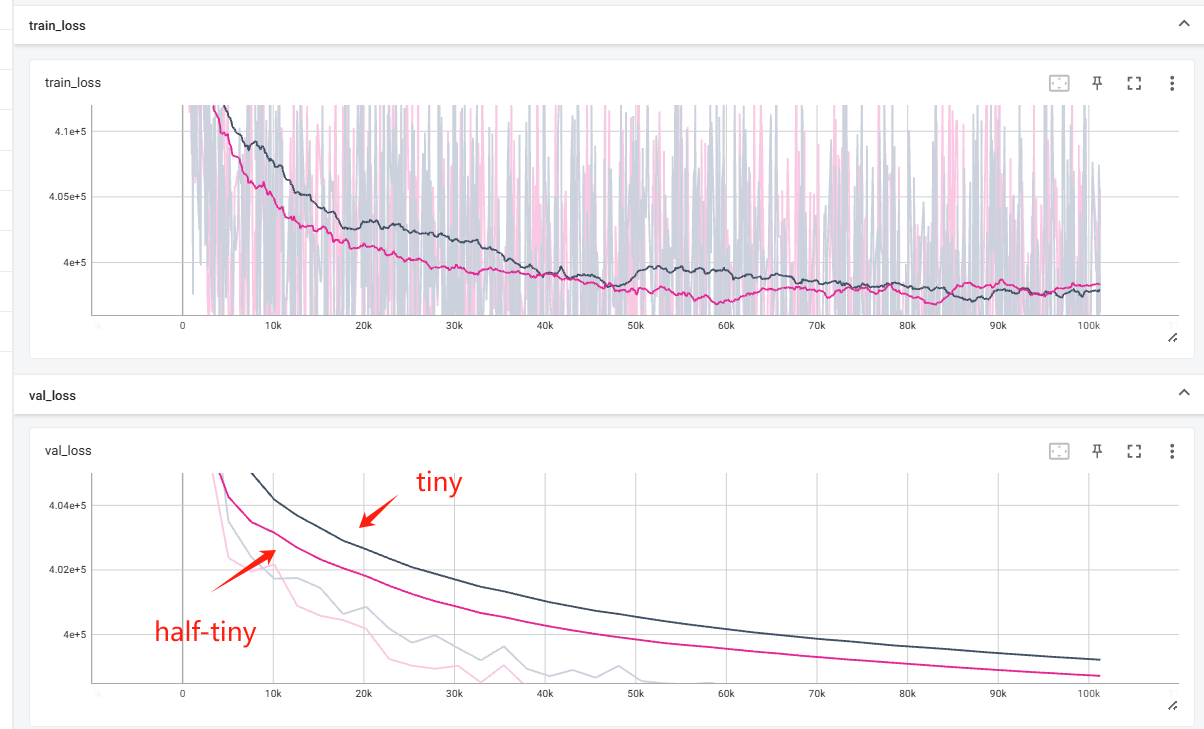 train_loss
train_loss
4.1e+5
4.05e+5
4e+5
0 10k 20k 30k 40k 50k 60k 70k 80k 90k 100k
val_loss
val_loss
tiny
4.04e+5
4.02e+5
half-tiny
4e+5
0 10k 20k 30k 40k 50k 60k 70k 80k 90k 100k